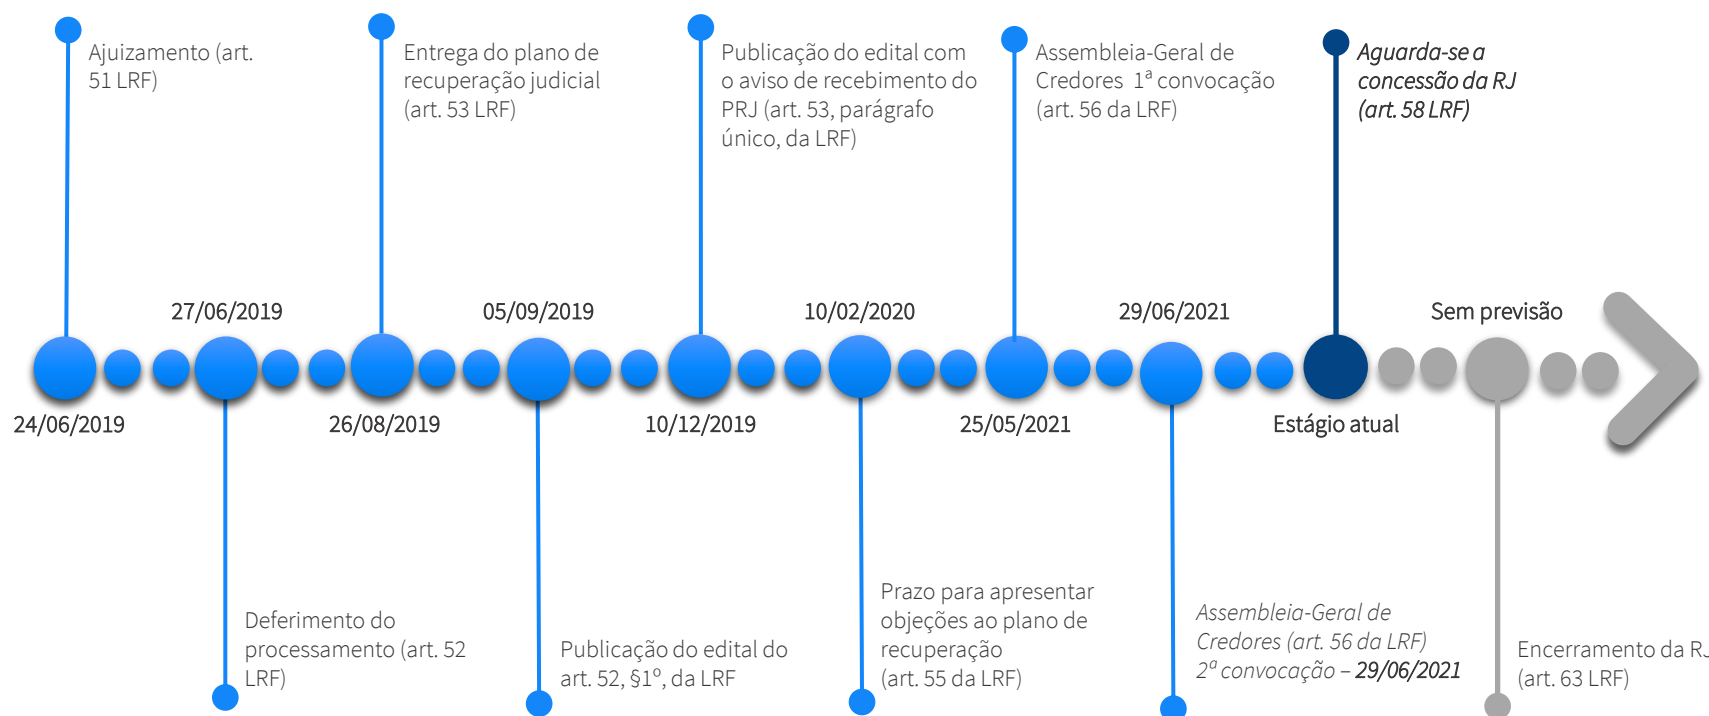 Ajuizamento (art.
51 LRF)
Entrega do plano de
recuperação judicial
(art. 53 LRF)
Publicação do edital com
o aviso de recebimento do
PRJ (art. 53, parágrafo
único, da LRF)
Assembleia-Geral de
Credores 1ª convocação
(art. 56 da LRF)
Aguarda-se a
concessão da RJ
(art. 58 LRF)
27/06/2019
05/09/2019
10/02/2020
29/06/2021
Sem previsão
24/06/2019
26/08/2019
10/12/2019
25/05/2021
Estágio atual
Deferimento do
processamento (art. 52
LRF)
Publicação do edital do
art. 52, §1º, da LRF
Prazo para apresentar
objeções ao plano de
recuperação
(art. 55 da LRF)
Assembleia-Geral de
Credores (art. 56 da LRF)
2ª convocação – 29/06/2021
Encerramento da RJ
(art. 63 LRF)